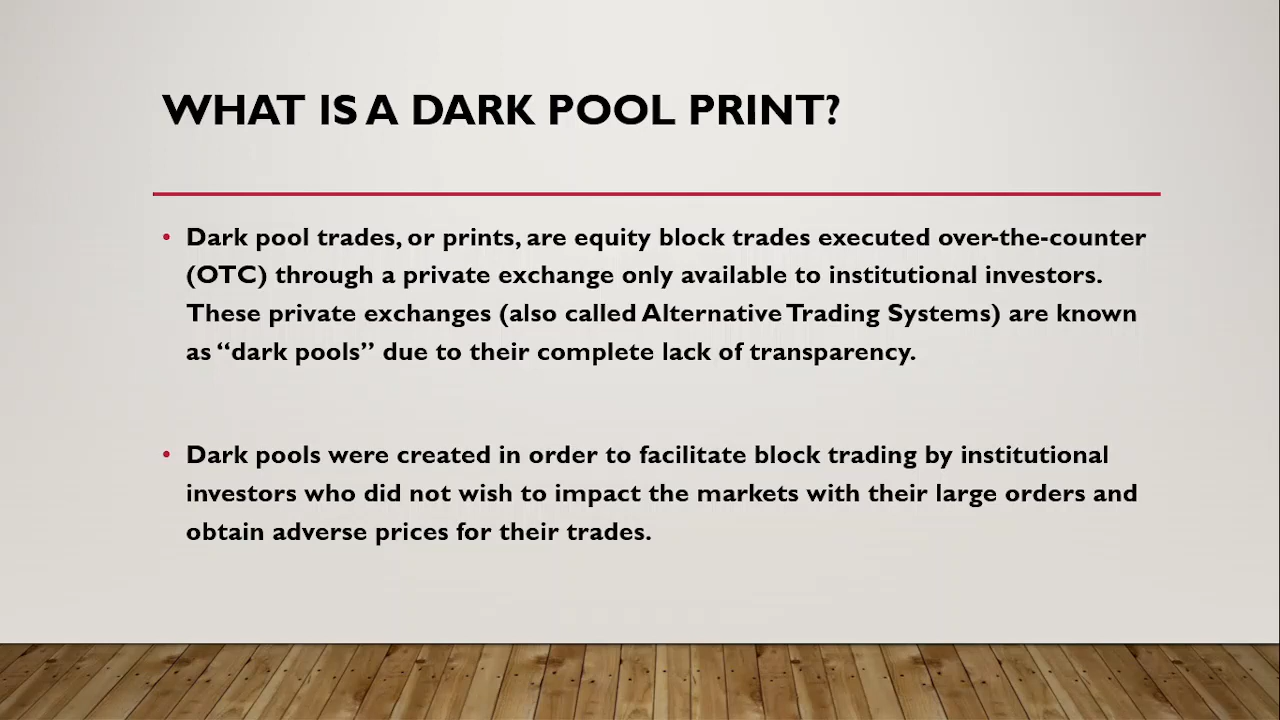 WHAT IS A DARK POOL PRINT?
• Dark pool trades, or prints, are equity block trades executed over-the-counter
(OTC) through a private exchange only available to institutional investors.
These private exchanges (also called Alternative Trading Systems) are known
as “dark pools” due to their complete lack of transparency.
• Dark pools were created in order to facilitate block trading by institutional
investors who did not wish to impact the markets with their large orders and
obtain adverse prices for their trades.